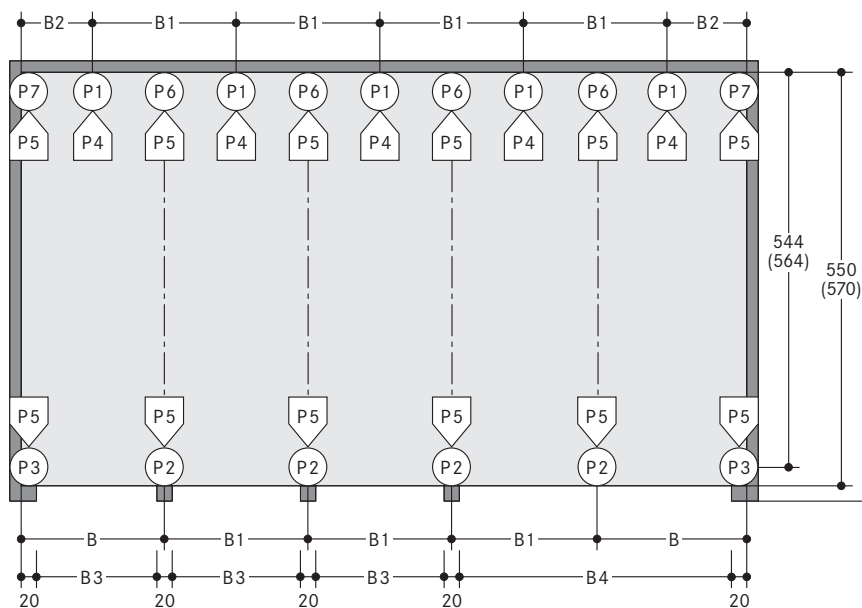 B2 B1 B1 B1 B1 B2
P7 P1 P6 P1 P6 P1 P6 P1 P6 P1 P7
P5 P4 P5 P4 P5 P4 P5 P4 P5 P4 P5
544
(564)
550
(570)
P5 P5 P5 P5 P5 P5
P3 P2 P2 P2 P2 P3
B B1 B1 B1 B
B3 B3 B3 B4
20 20 20 20 20